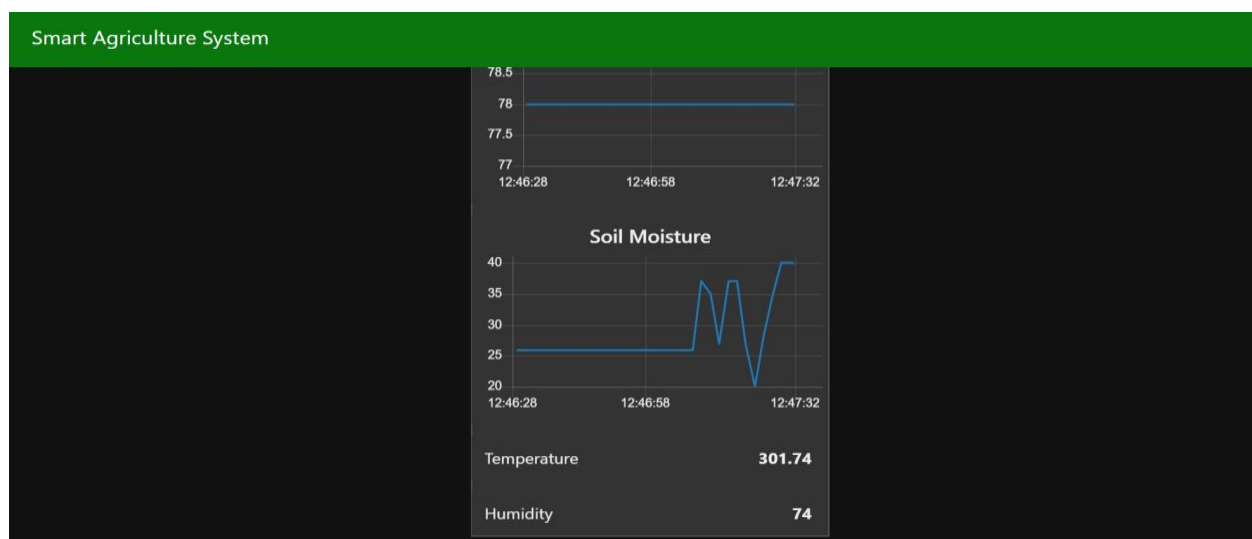 Smart Agriculture System
78.5
78
77.5
77
12:46:28 12:46:58 12:47:32
Soil Moisture
40
35
30
25
20
12:46:28 12:46:58 12:47:32
Temperature 301.74
Humidity 74